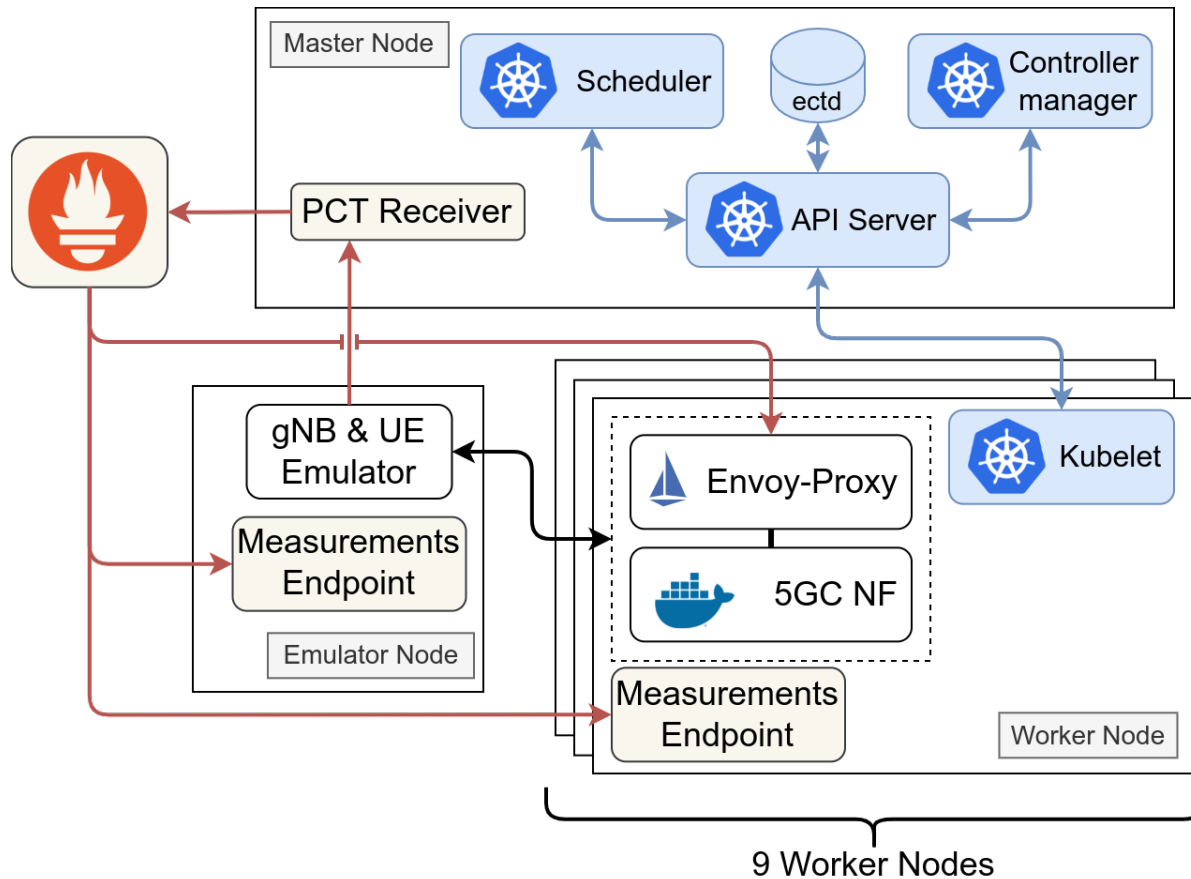 Master Node
Scheduler
ectd
Controller
manager
PCT Receiver
API Server
gNB & UE
Emulator
Envoy-Proxy
Kubelet
Measurements
Endpoint
5GC NF
Emulator Node
Measurements
Endpoint
Worker Node
9 Worker Nodes